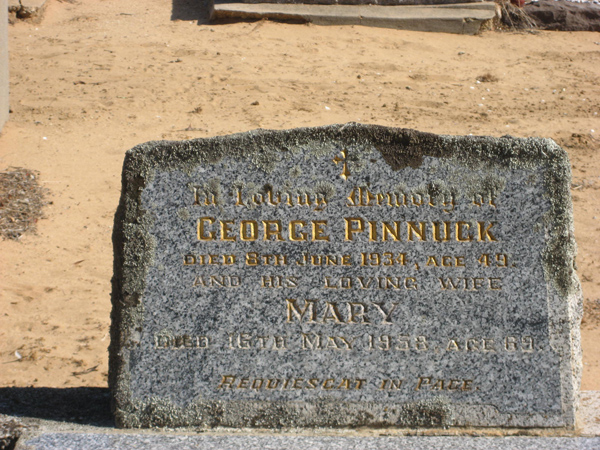 In Loving Memory of
GEORGE PINNUCK
DIED 8TH JUNE 1934, AGE 49
AND HIS LOVING WIFE
MARY
DIED 16TH MAY 1958, AGE 69.
REQUIESCAT IN PACE.